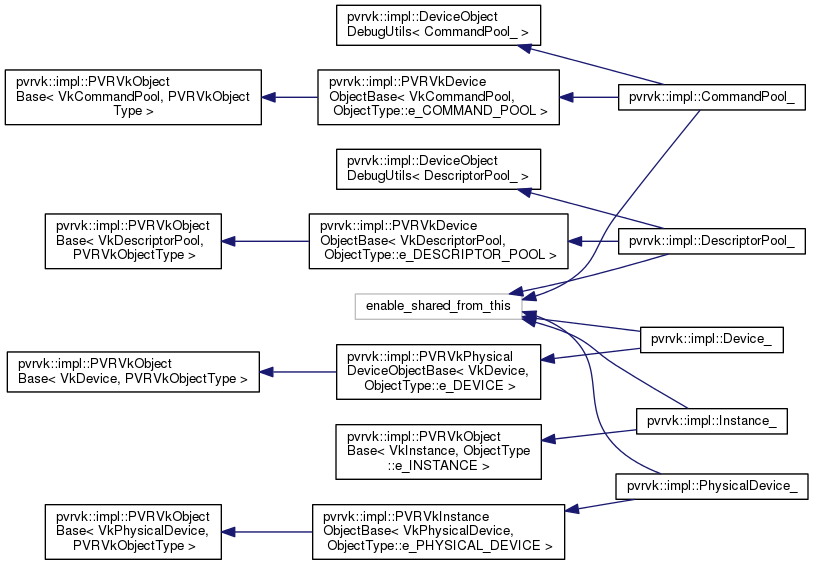 pvrvk::impl::DeviceObject
DebugUtils< CommandPool_ >
pvrvk::impl::PVRVkObject
Base< VkCommandPool, PVRVkObject
Type >
pvrvk::impl::PVRVkDevice
ObjectBase< VkCommandPool,
ObjectType::e_COMMAND_POOL >
pvrvk::impl::CommandPool_
pvrvk::impl::DeviceObject
DebugUtils< DescriptorPool_ >
pvrvk::impl::PVRVkObject
Base< VkDescriptorPool,
PVRVkObjectType >
pvrvk::impl::PVRVkDevice
ObjectBase< VkDescriptorPool,
ObjectType::e_DESCRIPTOR_POOL >
pvrvk::impl::DescriptorPool_
enable_shared_from_this
pvrvk::impl::Device_
pvrvk::impl::PVRVkObject
Base< VkDevice, PVRVkObjectType >
pvrvk::impl::PVRVkPhysical
DeviceObjectBase< VkDevice,
ObjectType::e_DEVICE >
pvrvk::impl::Instance_
pvrvk::impl::PVRVkObject
Base< VkInstance, ObjectType
::e_INSTANCE >
pvrvk::impl::PhysicalDevice_
pvrvk::impl::PVRVkObject
Base< VkPhysicalDevice,
PVRVkObjectType >
pvrvk::impl::PVRVkInstance
ObjectBase< VkPhysicalDevice,
ObjectType::e_PHYSICAL_DEVICE >